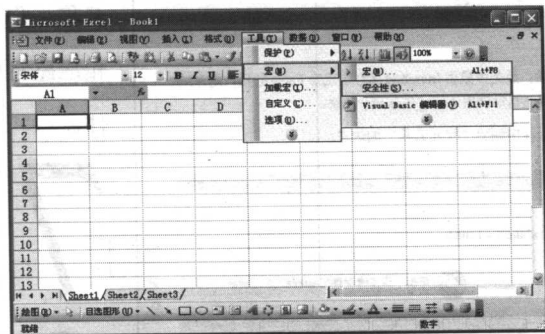 Microsoft Excel - Book1
文件(F) 编辑(E) 视图(V) 插入(I) 格式(O) 工具(T) 数据(D) 窗口(W) 帮助(H)
保护(P)
100%
宋体 12 B I U
宏(M) 宏(M)... Alt+F8
A1 fx
加载宏(I)... 安全性(S)...
自定义(C)... Visual Basic 编辑器(V) Alt+F11
选项(O)...
A B C D
1
2
3
4
5
6
7
8
9
10
11
12
13
Sheet1 Sheet2 Sheet3
绘图(R) 自选图形(U)
就绪 数字